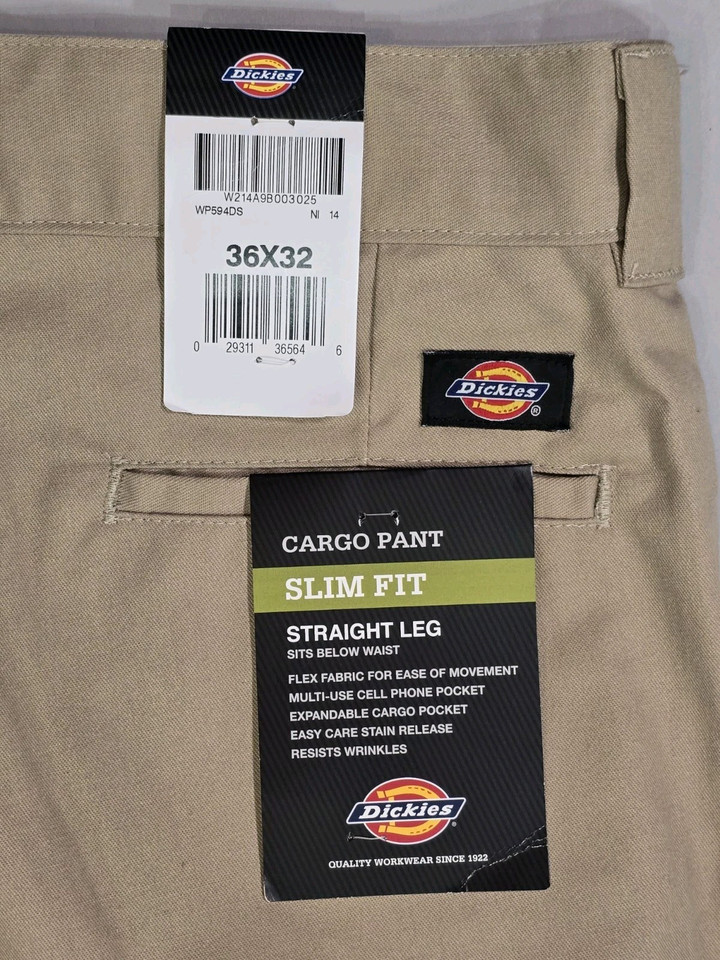 Dickies
W214A9B003025
WP594DS NI 14
36X32
0 29311 36564 6
Dickies ®
CARGO PANT
SLIM FIT
STRAIGHT LEG
SITS BELOW WAIST
FLEX FABRIC FOR EASE OF MOVEMENT
MULTI-USE CELL PHONE POCKET
EXPANDABLE CARGO POCKET
EASY CARE STAIN RELEASE
RESISTS WRINKLES
Dickies
QUALITY WORKWEAR SINCE 1922